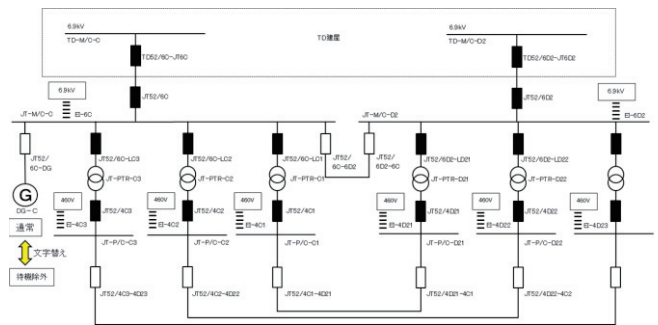 TD建屋
6.9kV
TD-M/C-C
6.9kV
TD-M/C-D2
TD52/6C-JT6C
TD52/6D2-JT6D2
6.9kV
JT52/6C
JT52/6D2
6.9kV
JT-M/C-C
EI-6C
JT-M/C-D2
EI-6D2
JT52/
6C-DG
JT52/6C-LC3
JT52/6C-LC2
JT52/6C-LC1
JT52/
6C-6D2
JT52/
6D2-6C
JT52/6D2-LD21
JT52/6D2-LD22
G
DG-C
JT-PTR-C3
JT-PTR-C2
JT-PTR-C1
JT-PTR-D21
JT-PTR-D22
通常
文字替え
待機除外
460V
JT52/4C3
460V
JT52/4C2
460V
JT52/4C1
460V
JT52/4D21
460V
JT52/4D22
460V
EI-4C3
EI-4C2
EI-4C1
EI-4D21
EI-4D22
EI-4D23
JT-P/C-C3
JT-P/C-C2
JT-P/C-C1
JT-P/C-D21
JT-P/C-D22
JT52/4C3-4D23
JT52/4C2-4D22
JT52/4C1-4D21
JT52/4D21-4C1
JT52/4D22-4C2